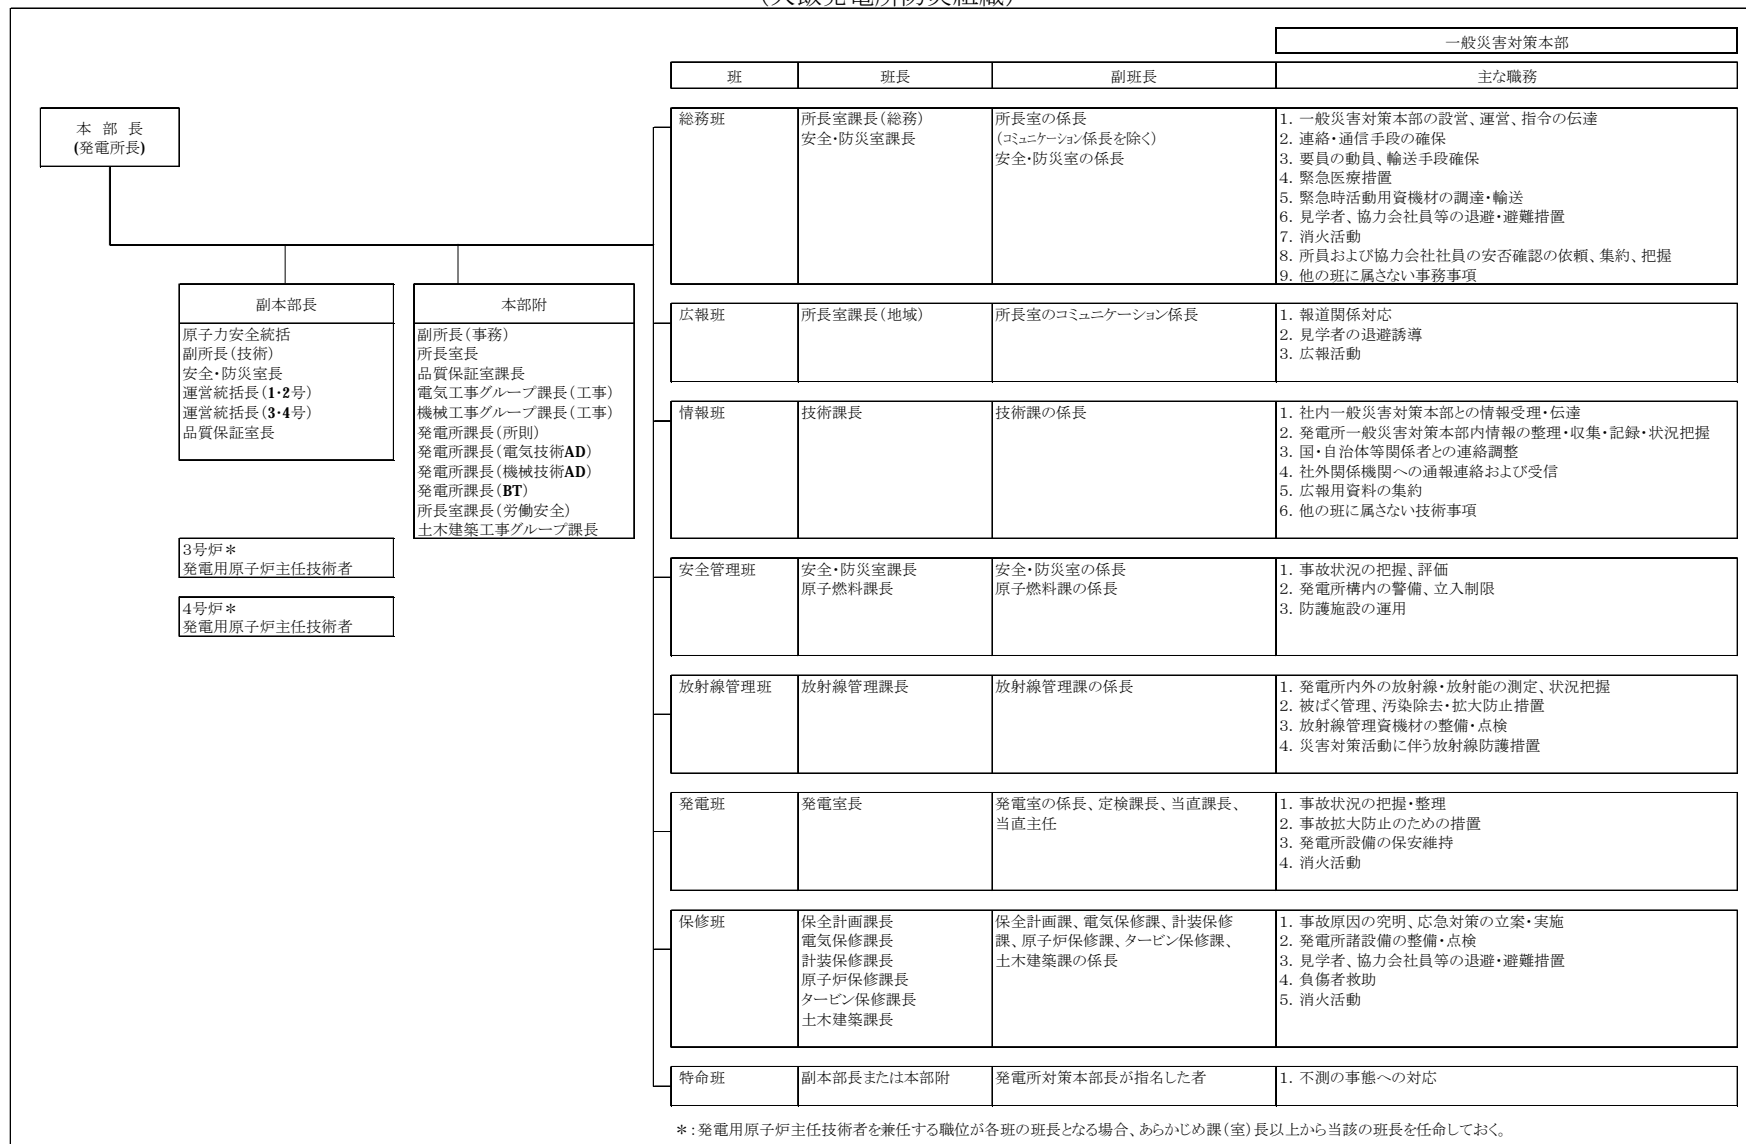 一般災害対策本部
班 班長 副班長 主な職務
本 部 長
(発電所長)
副本部長
原子力安全統括
副所長(技術)
安全・防災室長
運営統括長(1・2号)
運営統括長(3・4号)
品質保証室長
本部附
副所長(事務)
所長室長
品質保証室課長
電気工事グループ課長(工事)
機械工事グループ課長(工事)
発電所課長(所則)
発電所課長(電気技術AD)
発電所課長(機械技術AD)
発電所課長(BT)
所長室課長(労働安全)
土木建築工事グループ課長
3号炉*
発電用原子炉主任技術者
4号炉*
発電用原子炉主任技術者
総務班
所長室課長(総務)
安全・防災室課長
所長室の係長
(コミュニケーション係長を除く)
安全・防災室の係長
1. 一般災害対策本部の設営、運営、指令の伝達
2. 連絡・通信手段の確保
3. 要員の動員、輸送手段確保
4. 緊急医療措置
5. 緊急時活動用資機材の調達・輸送
6. 見学者、協力会社員等の退避・避難措置
7. 消火活動
8. 所員および協力会社社員の安否確認の依頼、集約、把握
9. 他の班に属さない事務事項
広報班
所長室課長(地域)
所長室のコミュニケーション係長
1. 報道関係対応
2. 見学者の退避誘導
3. 広報活動
情報班
技術課長
技術課の係長
1. 社内一般災害対策本部との情報受理・伝達
2. 発電所一般災害対策本部内情報の整理・収集・記録・状況把握
3. 国・自治体等関係者との連絡調整
4. 社外関係機関への通報連絡および受信
5. 広報用資料の集約
6. 他の班に属さない技術事項
安全管理班
安全・防災室課長
原子燃料課長
安全・防災室の係長
原子燃料課の係長
1. 事故状況の把握、評価
2. 発電所構内の警備、立入制限
3. 防護施設の運用
放射線管理班
放射線管理課長
放射線管理課の係長
1. 発電所内外の放射線・放射能の測定、状況把握
2. 被ばく管理、汚染除去・拡大防止措置
3. 放射線管理資機材の整備・点検
4. 災害対策活動に伴う放射線防護措置
発電班
発電室長
発電室の係長、定検課長、当直課長、
当直主任
1. 事故状況の把握・整理
2. 事故拡大防止のための措置
3. 発電所設備の保安維持
4. 消火活動
保修班
保全計画課長
電気保修課長
計装保修課長
原子炉保修課長
タービン保修課長
土木建築課長
保全計画課、電気保修課、計装保修
課、原子炉保修課、タービン保修課、
土木建築課の係長
1. 事故原因の究明、応急対策の立案・実施
2. 発電所諸設備の整備・点検
3. 見学者、協力会社員等の退避・避難措置
4. 負傷者救助
5. 消火活動
特命班
副本部長または本部附
発電所対策本部長が指名した者
1. 不測の事態への対応
*:発電用原子炉主任技術者を兼任する職位が各班の班長となる場合、あらかじめ課(室)長以上から当該の班長を任命しておく。